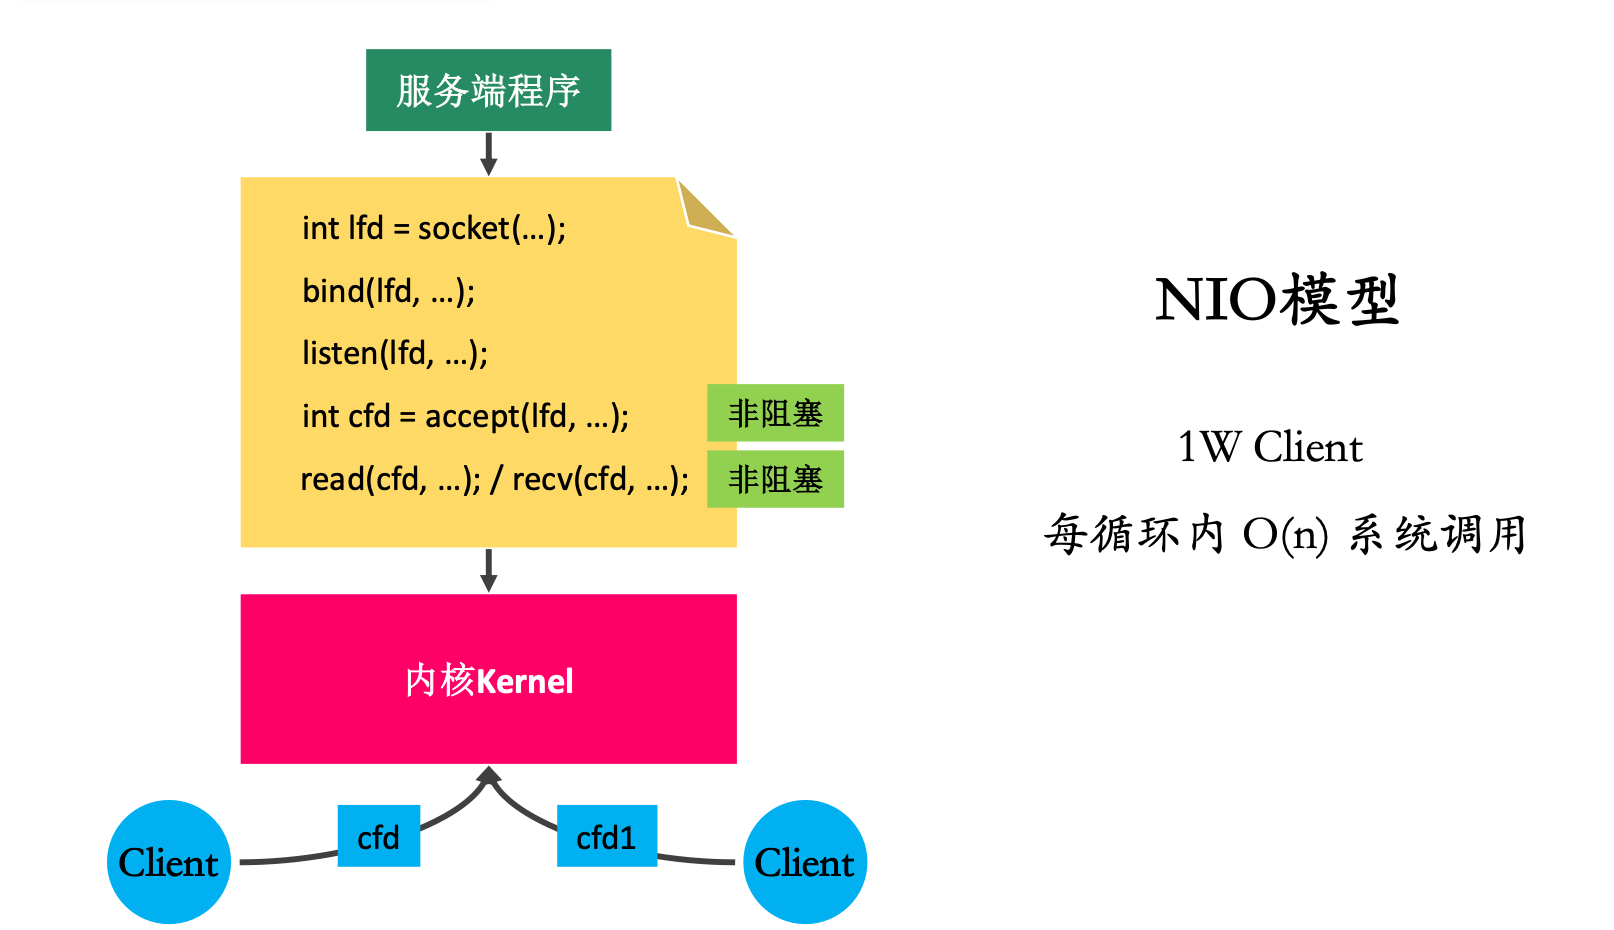 服务端程序
int lfd = socket(...);
bind(lfd, ...);
listen(lfd, ...);
int cfd = accept(lfd, ...);
非阻塞
read(cfd, ...); / recv(cfd, ...);
非阻塞
内核Kernel
cfd
cfd1
Client
Client
NIO模型
1W Client
每循环内 O(n) 系统调用